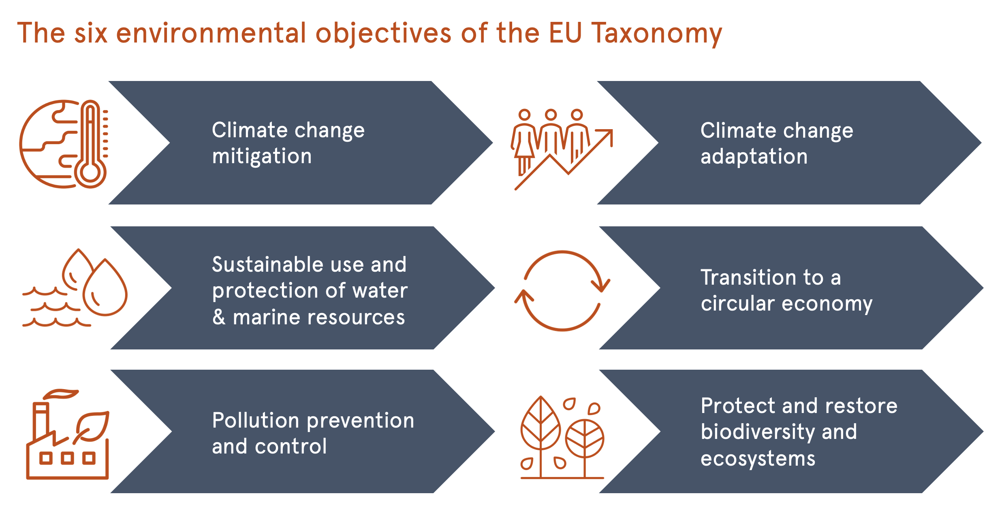 The six environmental objectives of the EU Taxonomy
Climate change
mitigation
Climate change
adaptation
Sustainable use and
protection of water
& marine resources
Transition to a
circular economy
Pollution prevention
and control
Protect and restore
biodiversity and
ecosystems